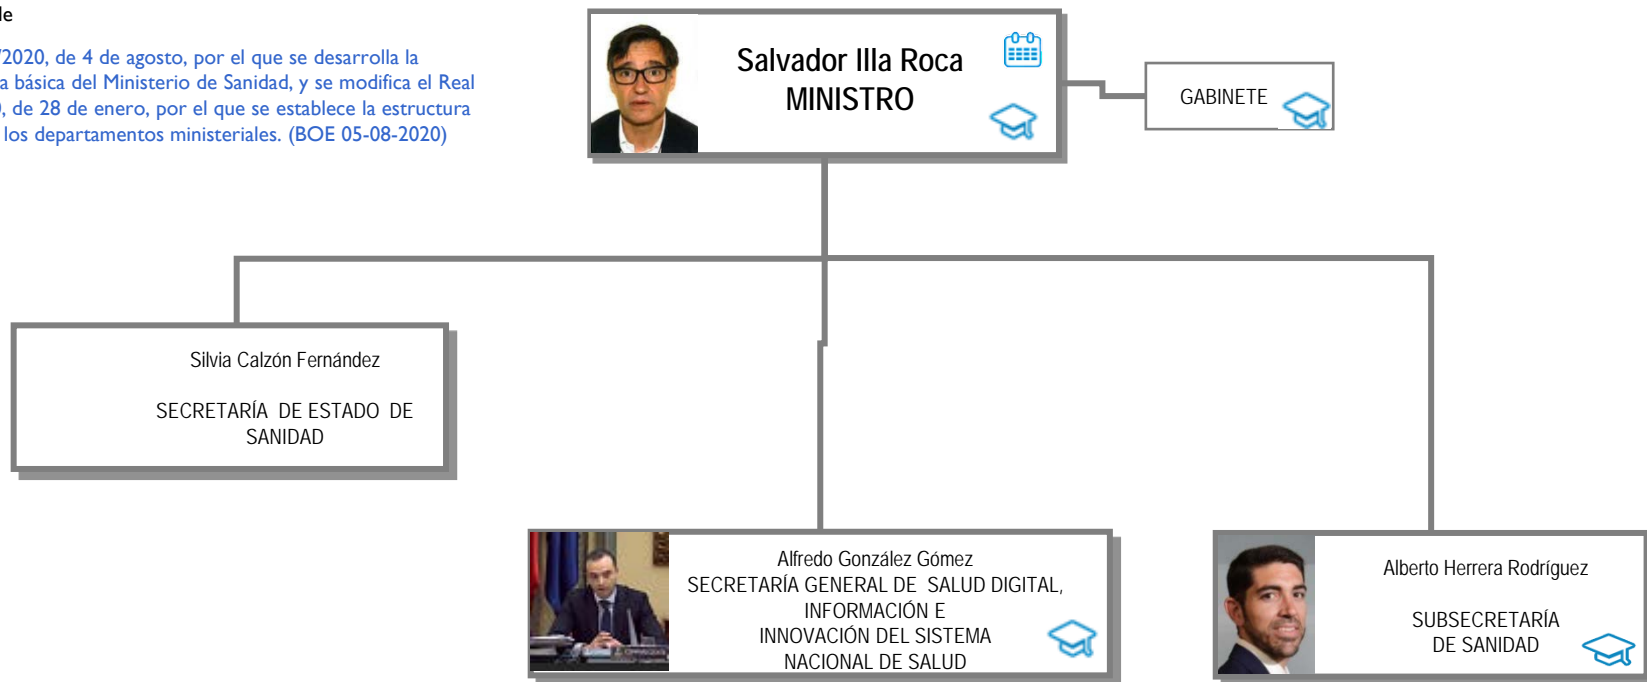 le
/2020, de 4 de agosto, por el que se desarrolla la
a básica del Ministerio de Sanidad, y se modifica el Real
0, de 28 de enero, por el que se establece la estructura
los departamentos ministeriales. (BOE 05-08-2020)
Salvador Illa Roca
MINISTRO
GABINETE
Silvia Calzón Fernández
SECRETARÍA DE ESTADO DE
SANIDAD
Alfredo González Gómez
SECRETARÍA GENERAL DE SALUD DIGITAL,
INFORMACIÓN E
INNOVACIÓN DEL SISTEMA
NACIONAL DE SALUD
Alberto Herrera Rodríguez
SUBSECRETARÍA
DE SANIDAD